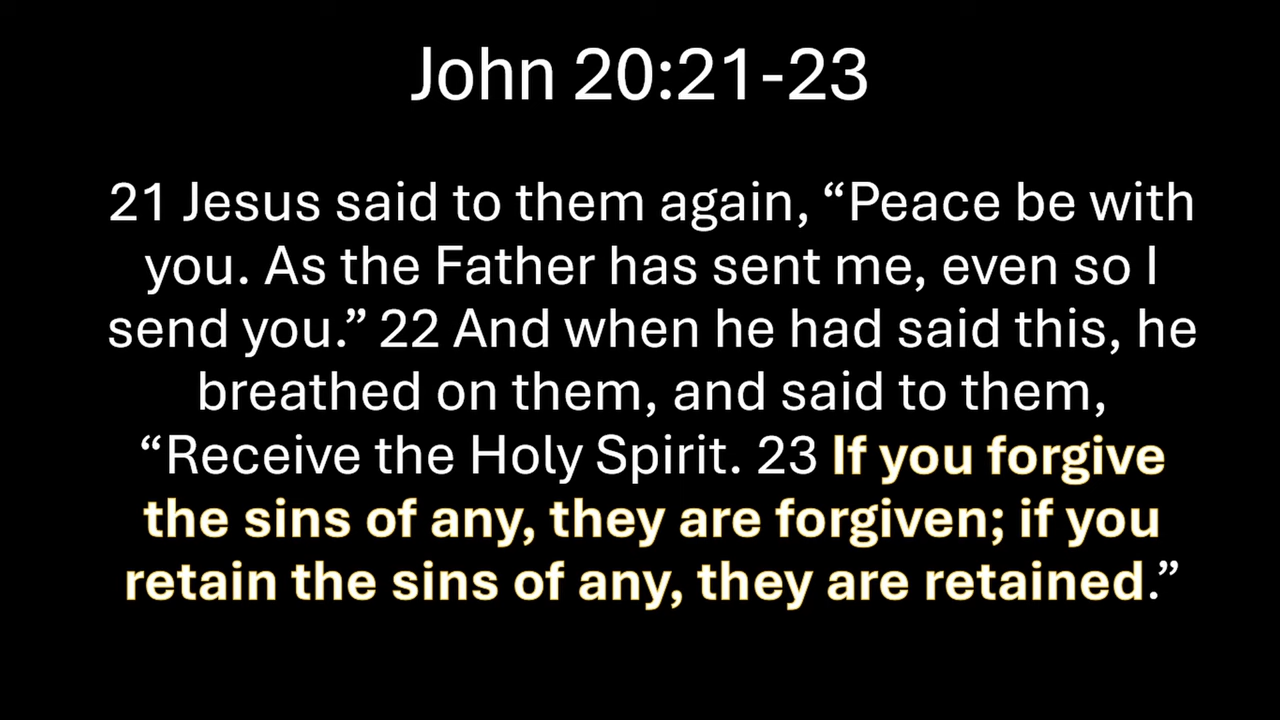 John 20:21-23
21 Jesus said to them again, “Peace be with
you. As the Father has sent me, even so I
send you.” 22 And when he had said this, he
breathed on them, and said to them,
“Receive the Holy Spirit. 23 If you forgive
the sins of any, they are forgiven; if you
retain the sins of any, they are retained.”